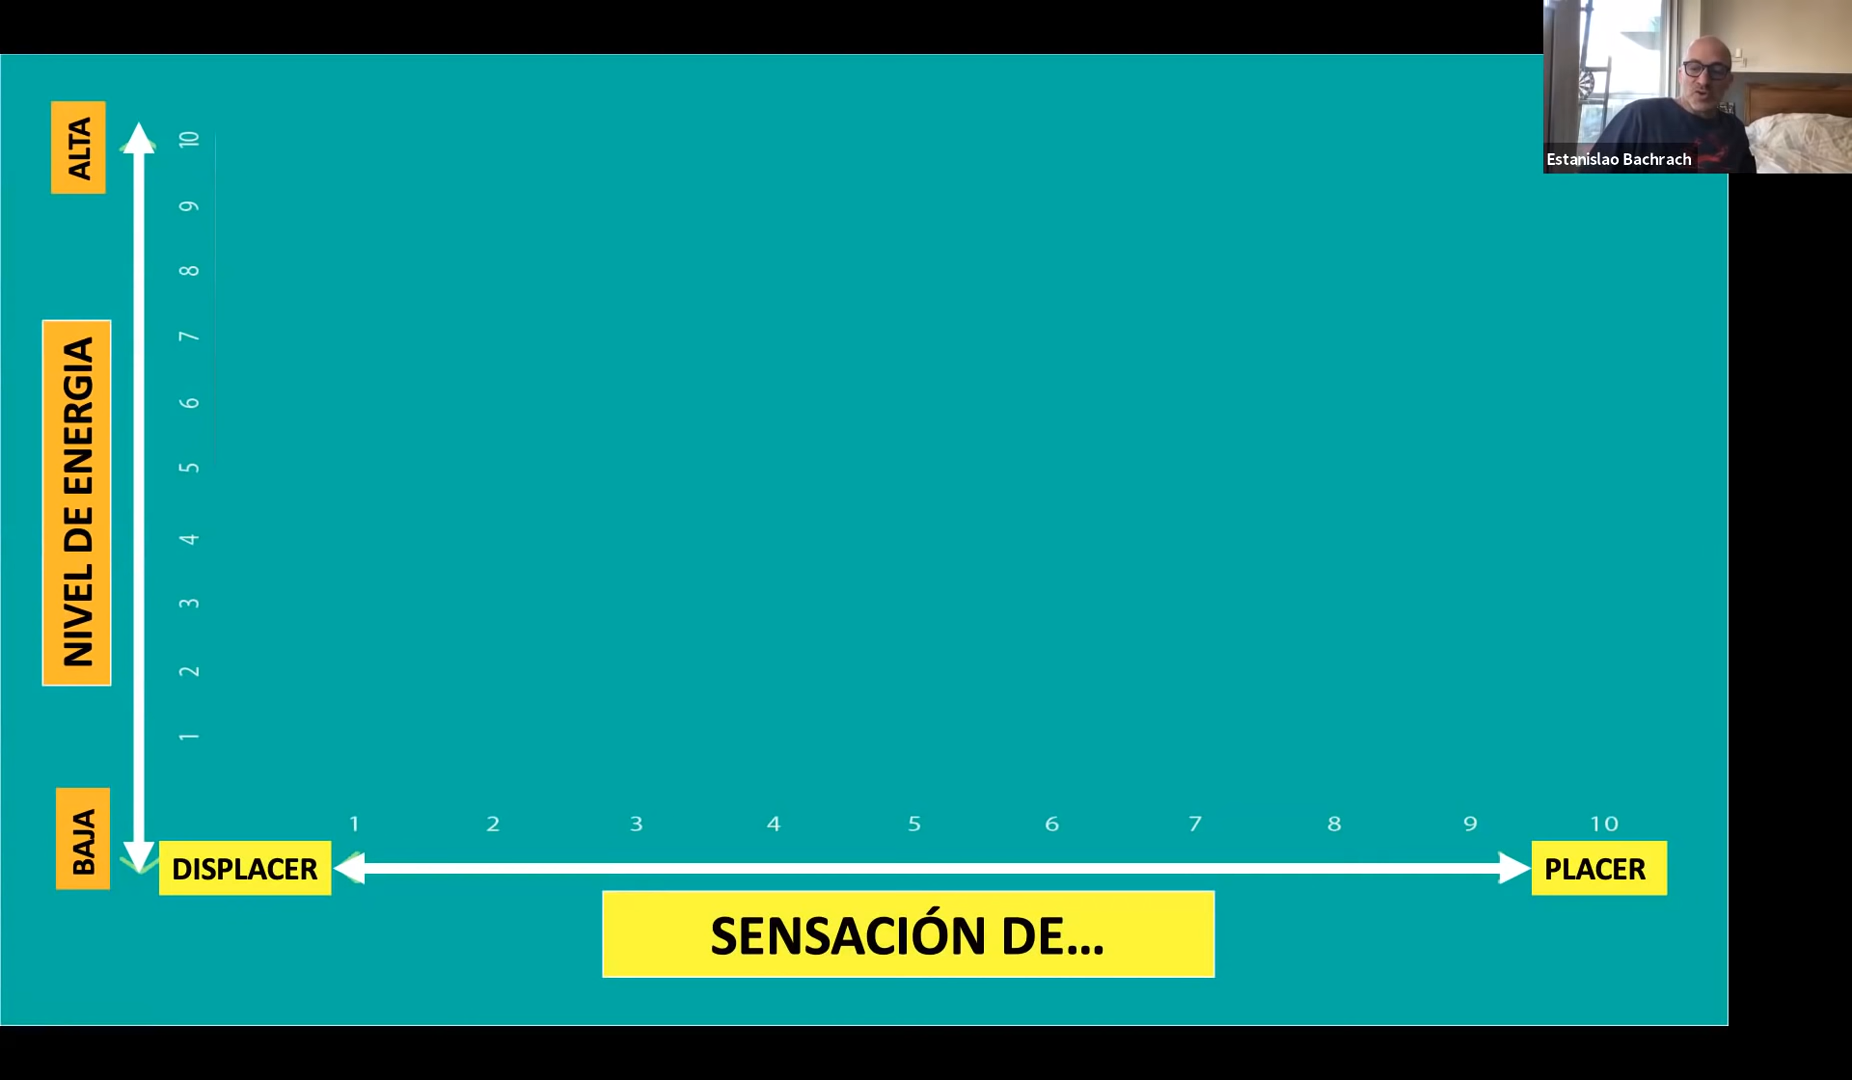 Estanislao Bachrach
ALTA
NIVEL DE ENERGIA
BAJA
10
9
8
7
6
5
4
3
2
1
1 2 3 4 5 6 7 8 9 10
DISPLACER
PLACER
SENSACIÓN DE...